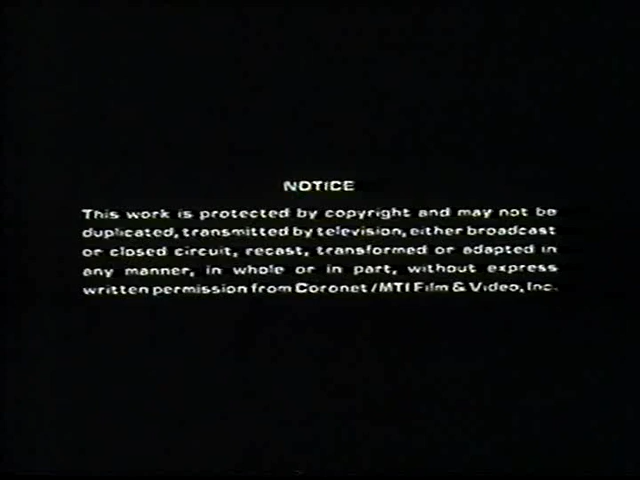 NOTICE
This work is protected by copyright and may not be
duplicated, transmitted by television, either broadcast
or closed circuit, recast, transformed or adapted in
any manner, in whole or in part, without express
written permission from Coronet/MTI Film & Video, Inc.